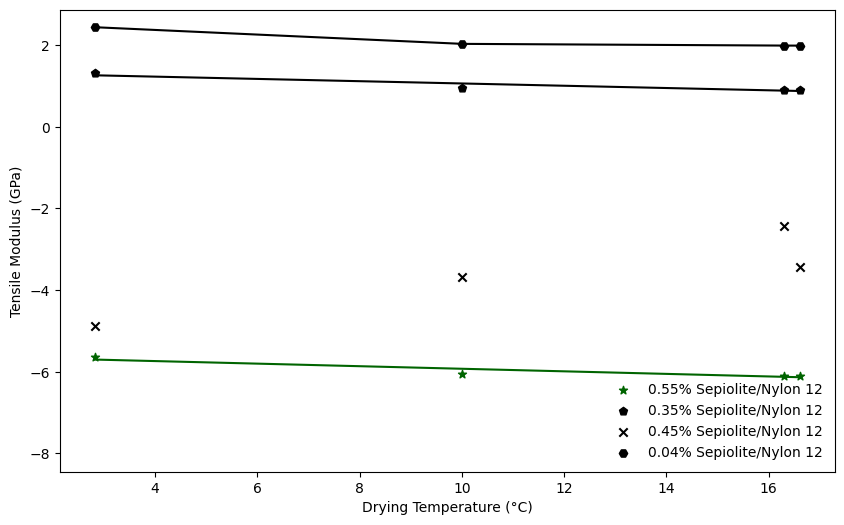 2
0
−2
−4
−6
−8
Tensile Modulus (GPa)
0.55% Sepiolite/Nylon 12
0.35% Sepiolite/Nylon 12
0.45% Sepiolite/Nylon 12
0.04% Sepiolite/Nylon 12
4
6
8
10
12
14
16
Drying Temperature (°C)